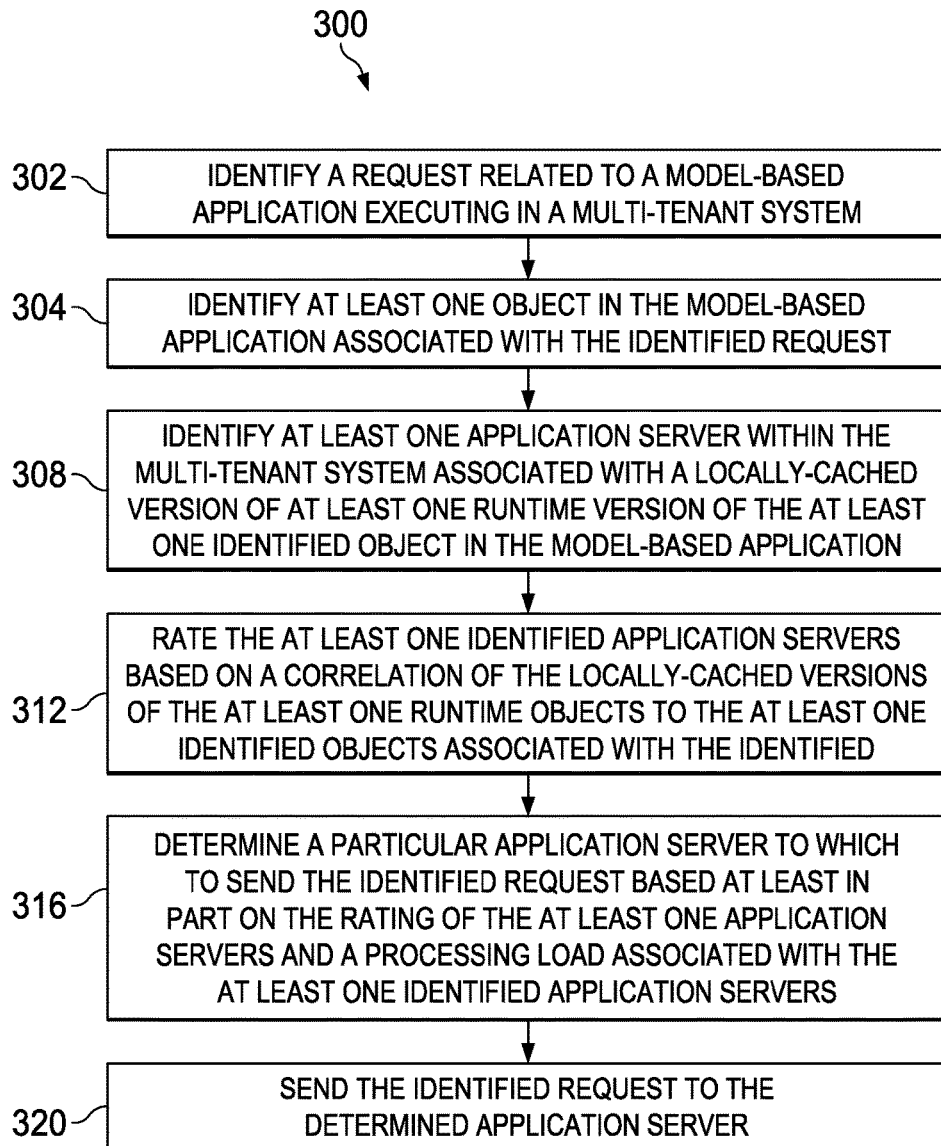 300
302
IDENTIFY A REQUEST RELATED TO A MODEL-BASED
APPLICATION EXECUTING IN A MULTI-TENANT SYSTEM
304
IDENTIFY AT LEAST ONE OBJECT IN THE MODEL-BASED
APPLICATION ASSOCIATED WITH THE IDENTIFIED REQUEST
308
IDENTIFY AT LEAST ONE APPLICATION SERVER WITHIN THE
MULTI-TENANT SYSTEM ASSOCIATED WITH A LOCALLY-CACHED
VERSION OF AT LEAST ONE RUNTIME VERSION OF THE AT LEAST
ONE IDENTIFIED OBJECT IN THE MODEL-BASED APPLICATION
312
RATE THE AT LEAST ONE IDENTIFIED APPLICATION SERVERS
BASED ON A CORRELATION OF THE LOCALLY-CACHED VERSIONS
OF THE AT LEAST ONE RUNTIME OBJECTS TO THE AT LEAST ONE
IDENTIFIED OBJECTS ASSOCIATED WITH THE IDENTIFIED
316
DETERMINE A PARTICULAR APPLICATION SERVER TO WHICH
TO SEND THE IDENTIFIED REQUEST BASED AT LEAST IN
PART ON THE RATING OF THE AT LEAST ONE APPLICATION
SERVERS AND A PROCESSING LOAD ASSOCIATED WITH THE
AT LEAST ONE IDENTIFIED APPLICATION SERVERS
320
SEND THE IDENTIFIED REQUEST TO THE
DETERMINED APPLICATION SERVER